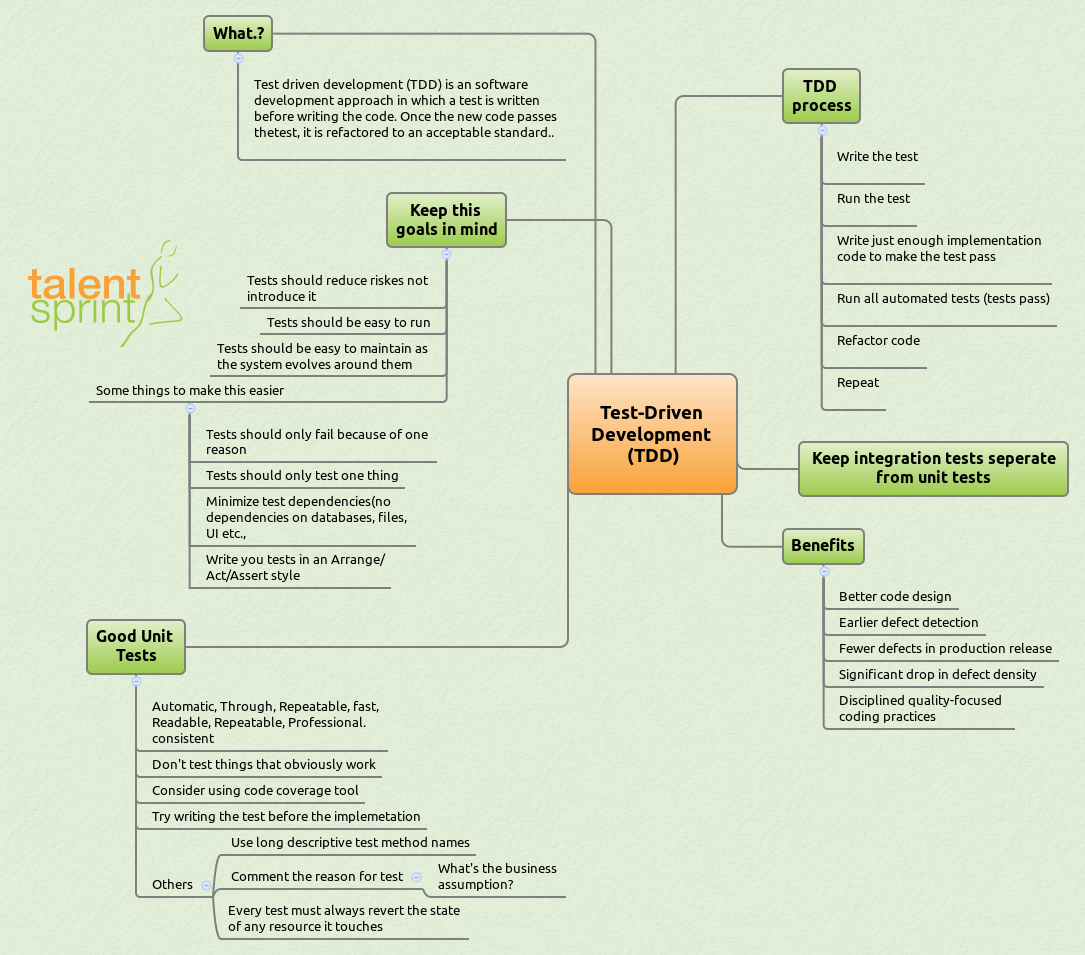 What.?
Test driven development (TDD) is an software
development approach in which a test is written
before writing the code. Once the new code passes
thetest, it is refactored to an acceptable standard..
Keep this
goals in mind
Tests should reduce riskes not
introduce it
Tests should be easy to run
Tests should be easy to maintain as
the system evolves around them
Some things to make this easier
Tests should only fail because of one
reason
Tests should only test one thing
Minimize test dependencies(no
dependencies on databases, files,
UI etc.,
Write you tests in an Arrange/
Act/Assert style
talent
sprint
Good Unit
Tests
Automatic, Through, Repeatable, fast,
Readable, Repeatable, Professional.
consistent
Don't test things that obviously work
Consider using code coverage tool
Try writing the test before the implemetation
Others
Use long descriptive test method names
Comment the reason for test
What's the business
assumption?
Every test must always revert the state
of any resource it touches
Test-Driven
Development
(TDD)
TDD
process
Write the test
Run the test
Write just enough implementation
code to make the test pass
Run all automated tests (tests pass)
Refactor code
Repeat
Keep integration tests seperate
from unit tests
Benefits
Better code design
Earlier defect detection
Fewer defects in production release
Significant drop in defect density
Disciplined quality-focused
coding practices